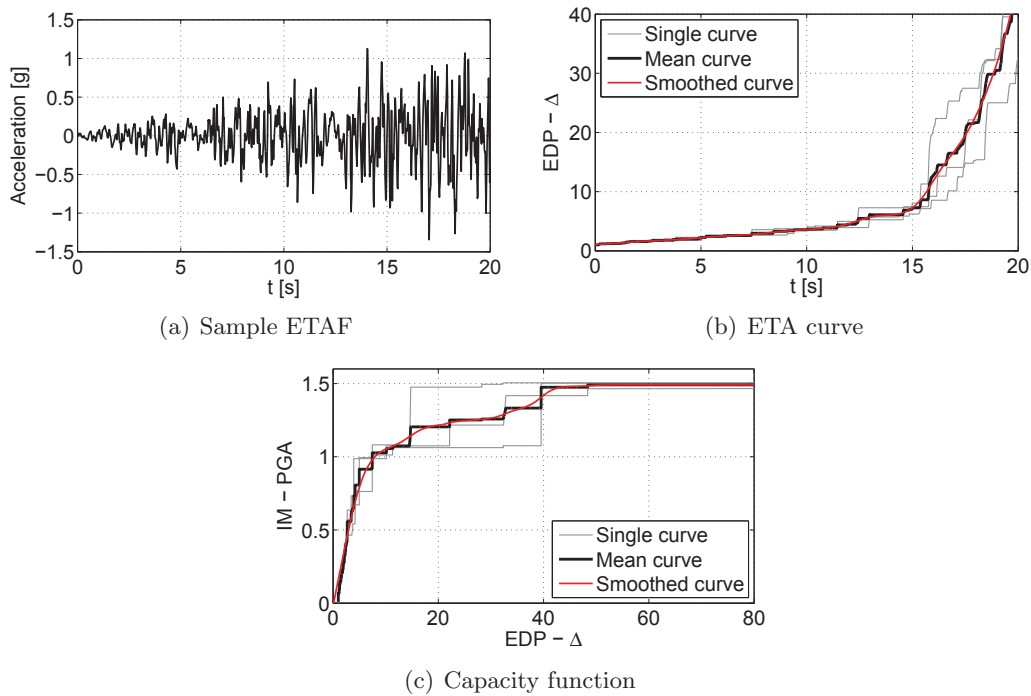 1.5
1
0.5
0
−0.5
−1
−1.5
Acceleration [g]
0
5
10
15
20
t [s]
(a) Sample ETAF
40
30
20
10
0
EDP − Δ
Single curve
Mean curve
Smoothed curve
0
5
10
15
20
t [s]
(b) ETA curve
1.5
1
0.5
0
IM − PGA
Single curve
Mean curve
Smoothed curve
0
20
40
60
80
EDP − Δ
(c) Capacity function